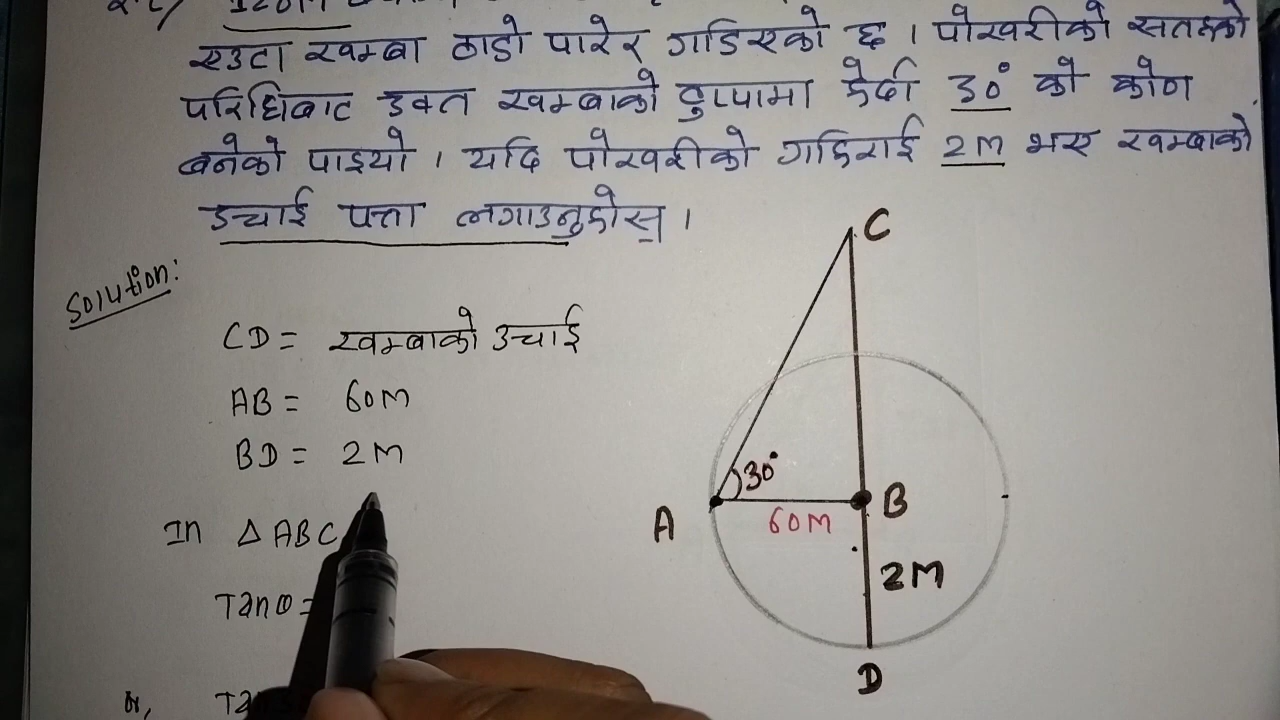 एउटा खम्बा ठाडो पारेर गाडिएको छ । पोखरीको सतहको
परिधिबाट उक्त खम्बाको टुप्पामा हेर्दा 30° को कोण
बनेको पाइयो । यदि पोखरीको गहिराई 2M भए खम्बाको
उचाई पत्ता लगाउनुहोस् ।
Solution:
CD = खम्बाको उचाई
AB = 60M
BD = 2M
In △ABC
Tanθ=
or,
C
30°
A
60M
B
2M
D